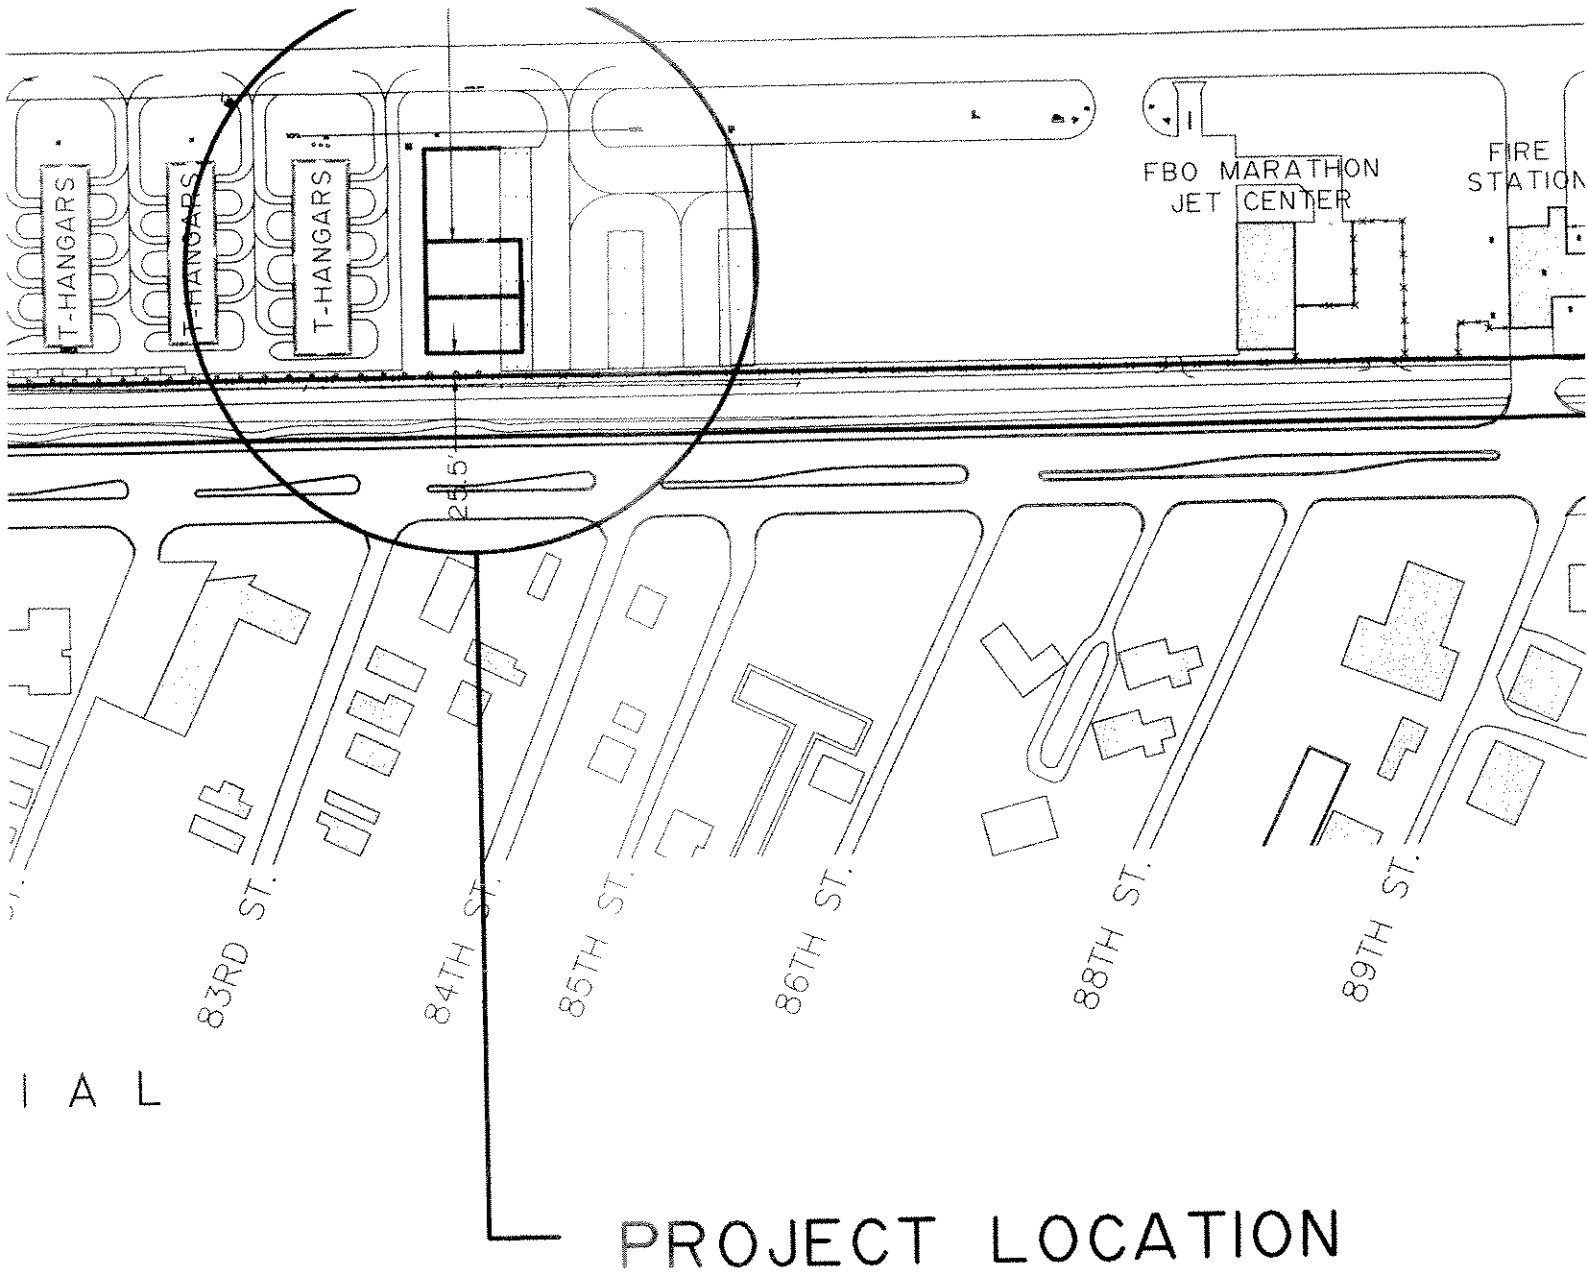 T-HANGARS
T-HANGARS
T-HANGARS
FBO MARATHON
JET CENTER
FIRE
STATION
25.5'
83RD ST.
84TH ST.
85TH ST.
86TH ST.
88TH ST.
89TH ST.
I A L
PROJECT LOCATION